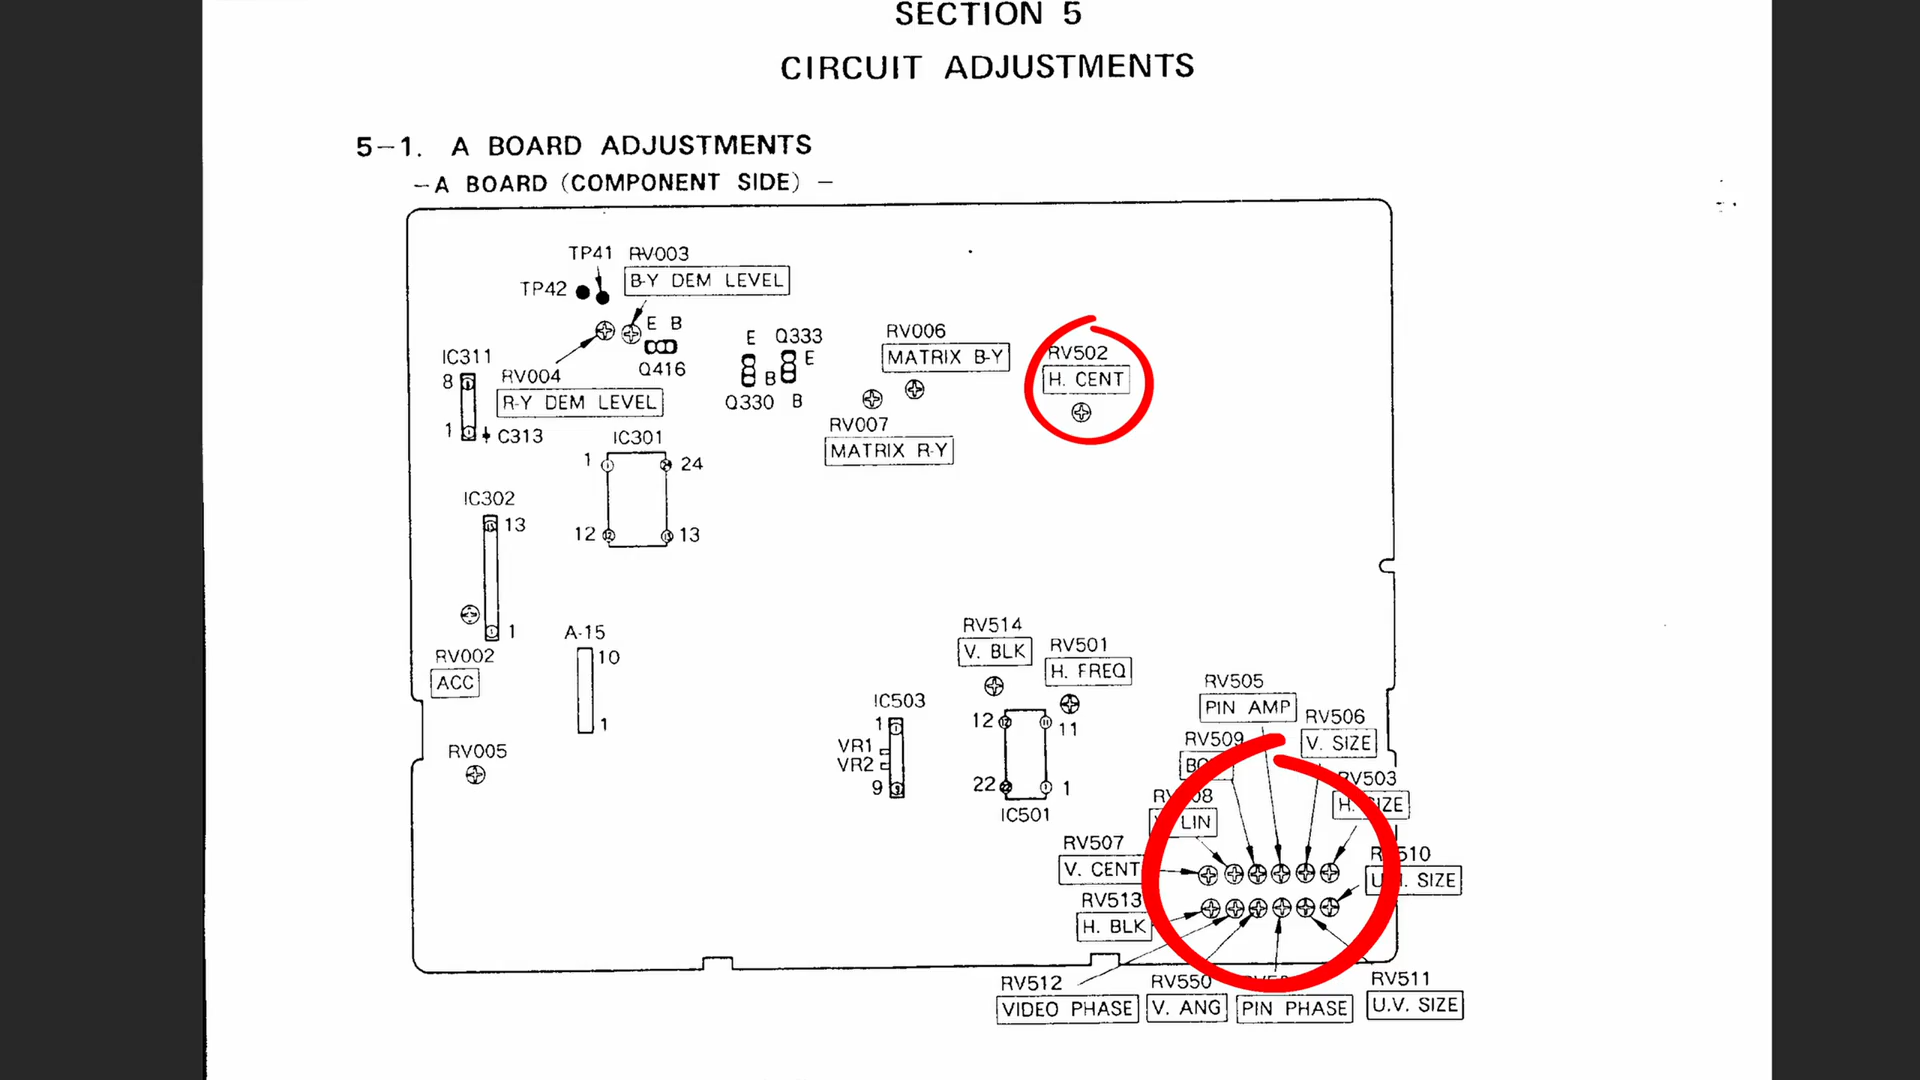 SECTION 5
CIRCUIT ADJUSTMENTS
5-1. A BOARD ADJUSTMENTS
-A BOARD (COMPONENT SIDE) -
TP41
RV003
B-Y DEM LEVEL
TP42
E B
Q416
IC311
8
1
C313
RV004
R-Y DEM LEVEL
E
Q333
E
B
Q330
B
RV006
MATRIX B-Y
RV007
MATRIX R-Y
RV502
H. CENT
IC301
1
24
12
13
IC302
13
1
RV002
ACC
A-15
10
1
RV005
RV514
V. BLK
RV501
H. FREQ
IC503
1
VR1
VR2
9
12
11
22
1
IC501
RV505
PIN AMP
RV506
V. SIZE
RV509
RV503
H. SIZE
LIN
RV507
V. CENT
RV513
H. BLK
SIZE
RV512
VIDEO PHASE
RV550
V. ANG
PIN PHASE
RV511
U.V. SIZE